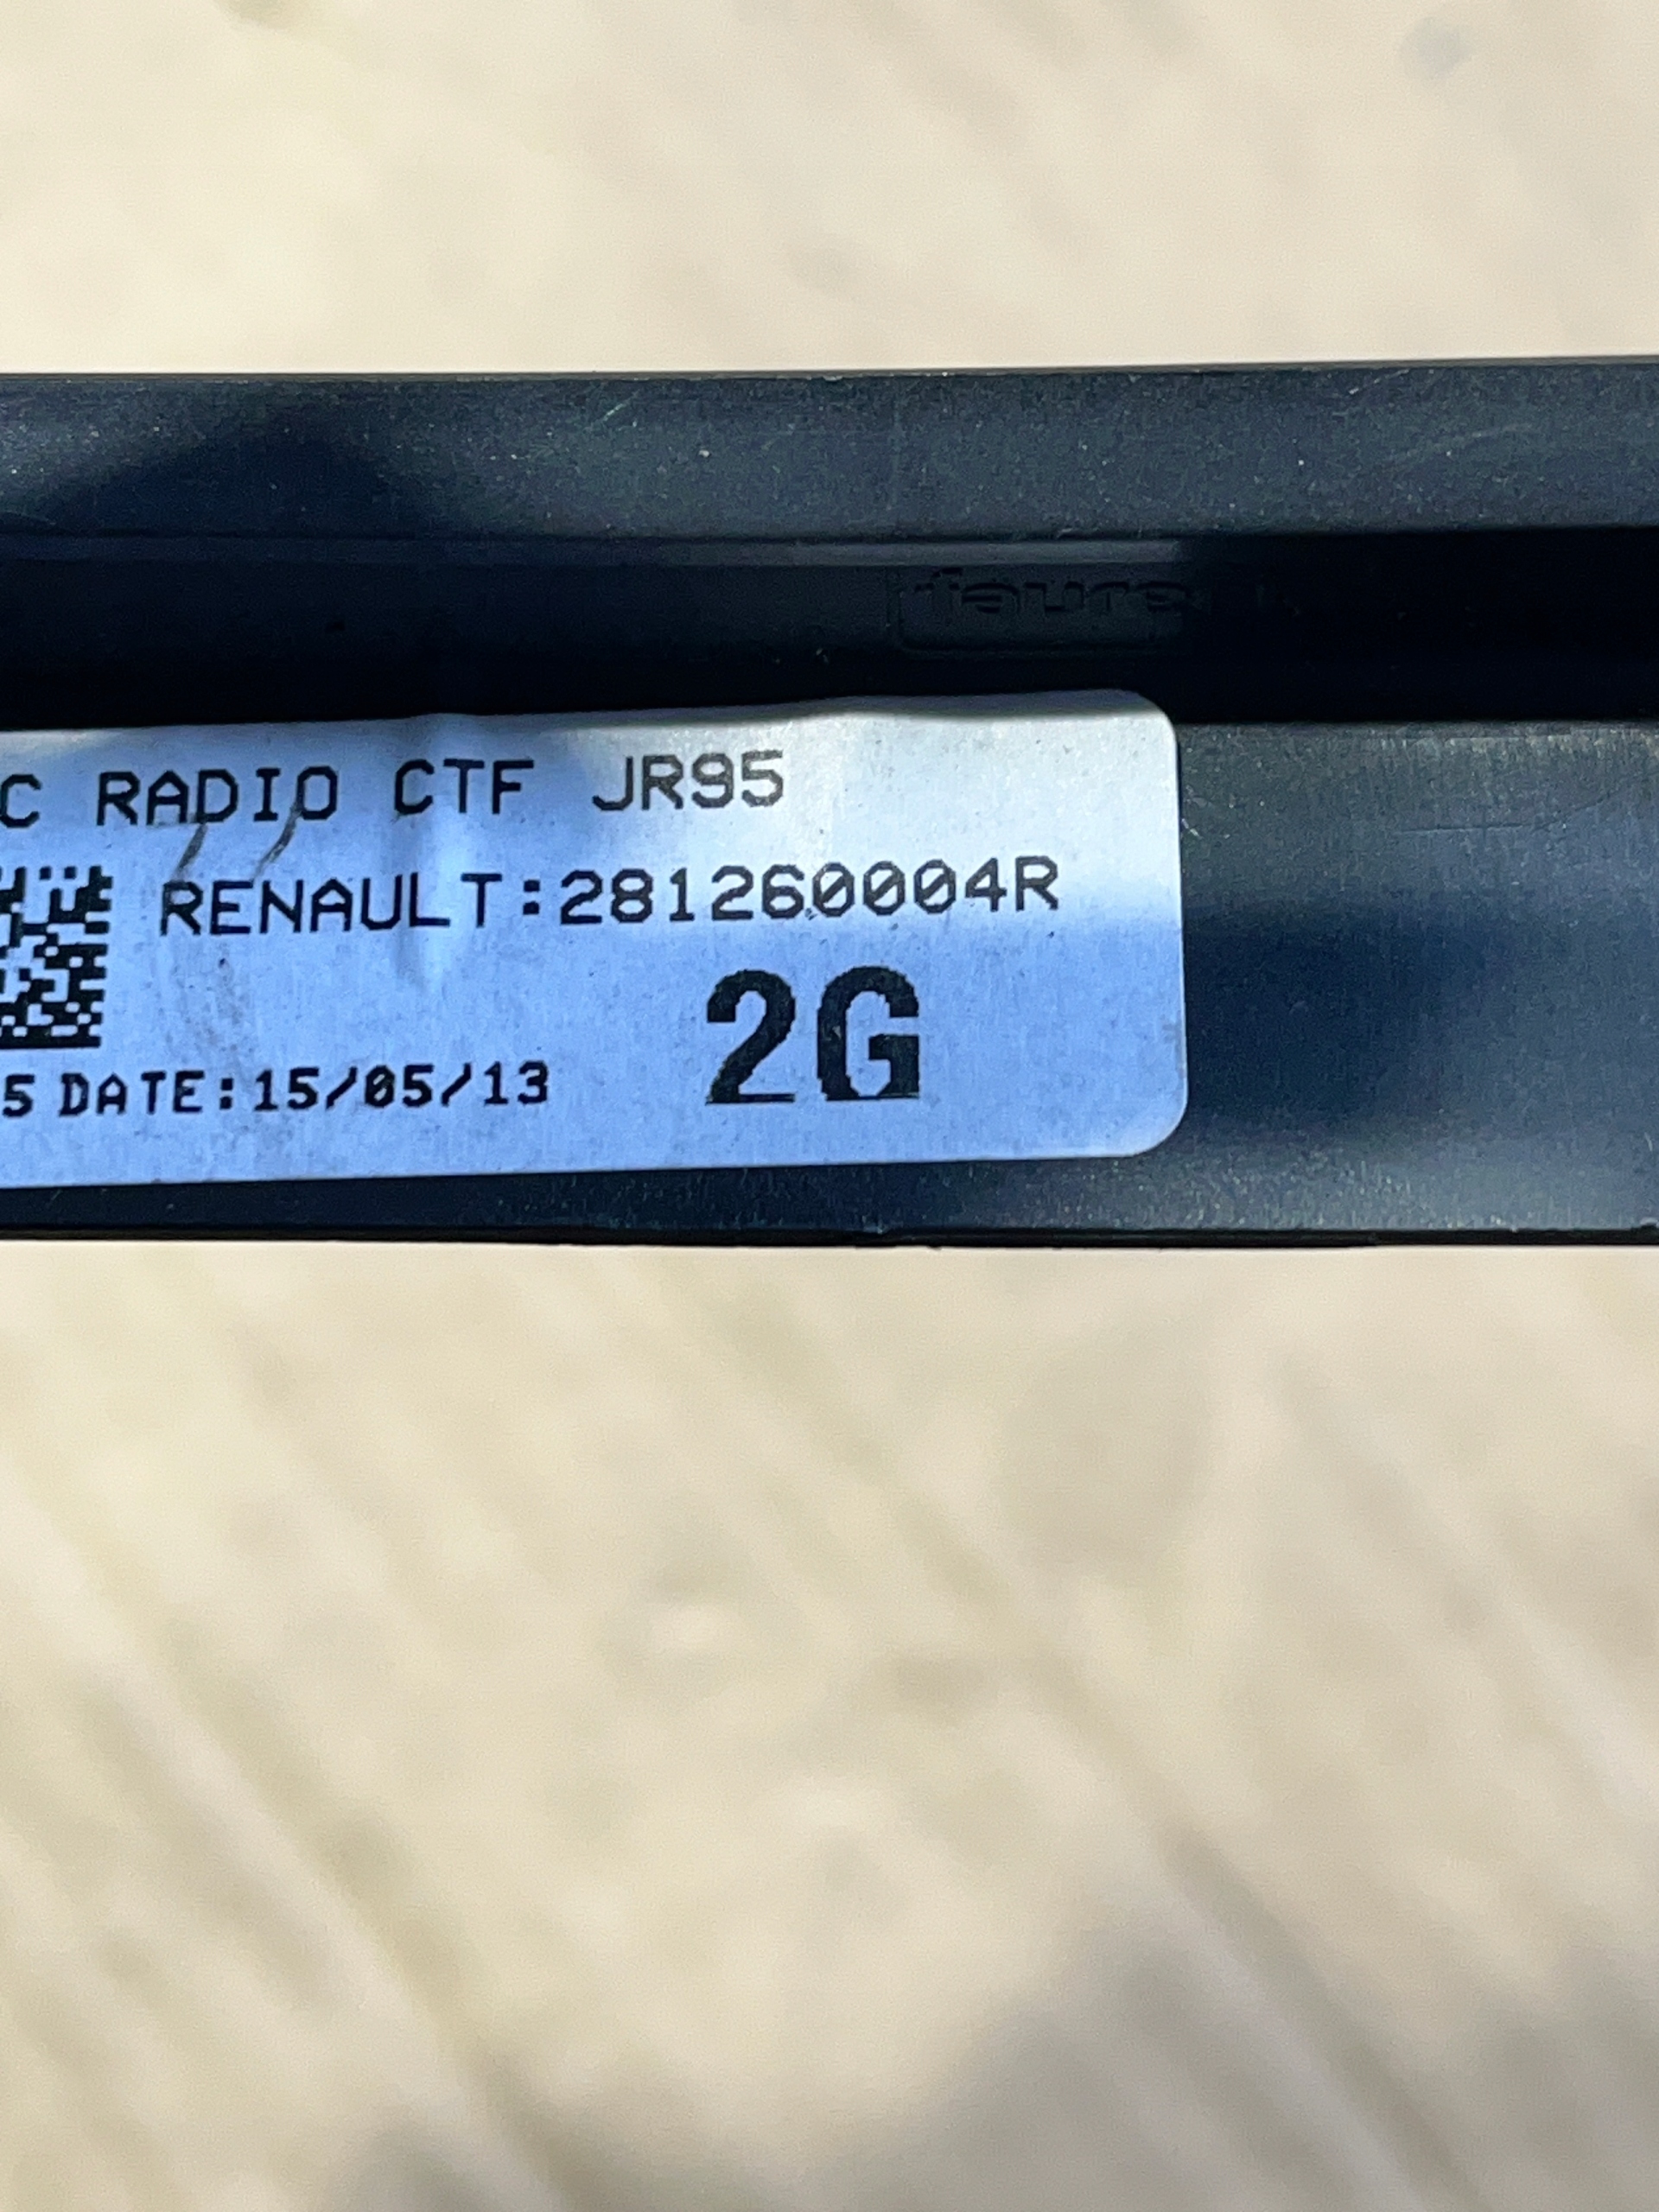 C RADIO CTF JR95
RENAULT:281260004R
2G
5 DATE:15/05/13